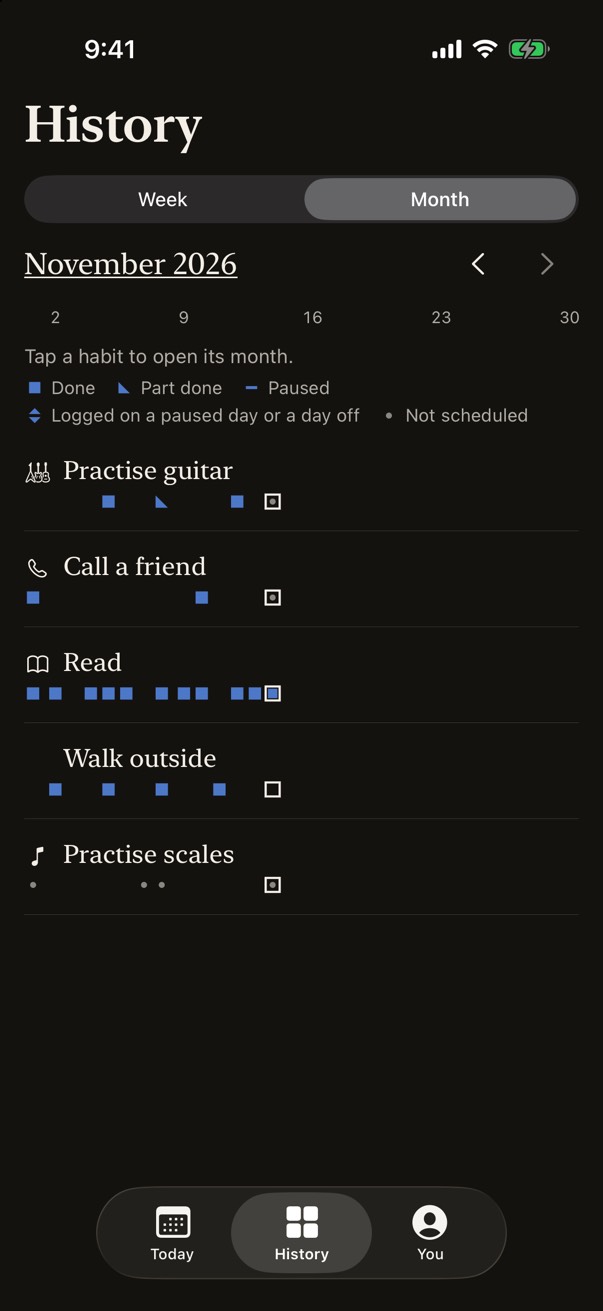 9:41
History
Week Month
November 2026
2 9 16 23 30
Tap a habit to open its month.
Done Part done Paused
Logged on a paused day or a day off Not scheduled
Practise guitar
Call a friend
Read
Walk outside
Practise scales
Today History You